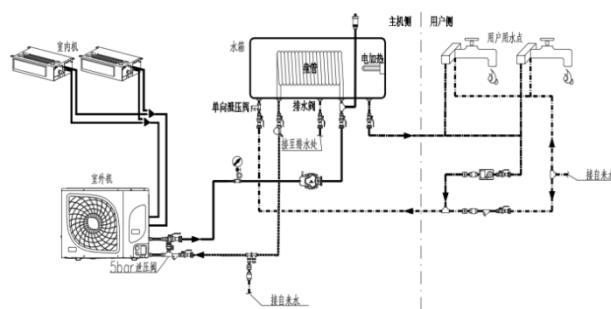 室内机
水箱
主机侧
用户侧
用户用水点
盘管
电加热
单向泄压阀
排水阀
接至排水处
接自来水
室外机
5bar泄压阀
接自来水